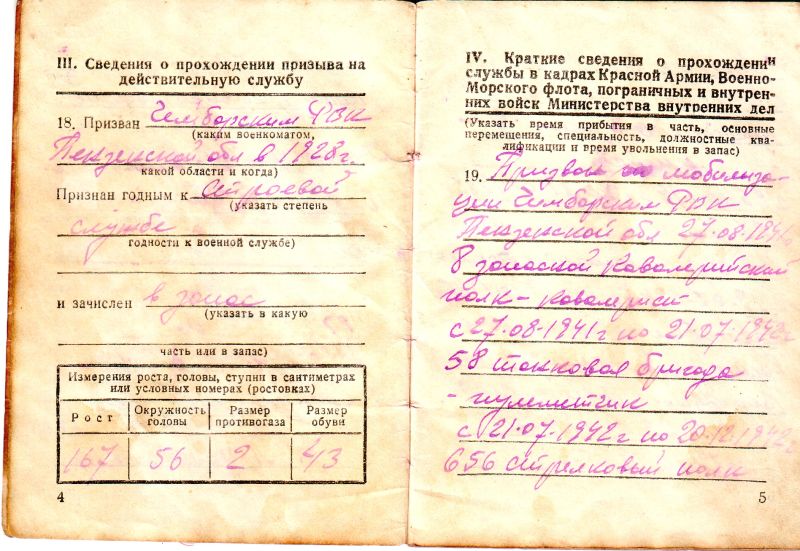 III. Сведения о прохождении призыва на
действительную службу
18. Призван Чембарским РВК
(каким военкоматом,
Пензенской обл в 1928 г.
какой области и когда)
Признан годным к Строевой
(указать степень
службе
годности к военной службе)
и зачислен в запас
(указать в какую
часть или в запас)
Измерения роста, головы, ступни в сантиметрах
или условных номерах (ростовках)
Рост Окружность головы Размер противогаза Размер обуви
167 56 2 43
4
IV. Краткие сведения о прохождении
службы в кадрах Красной Армии, Военно-
Морского флота, пограничных и внутрен-
них войск Министерства внутренних дел
(Указать время прибытия в часть, основные
перемещения, специальность, должностные ква-
лификации и время увольнения в запас)
19. Призван по мобилиза-
ции Чембарским РВК
Пензенской обл 27.08.1941г
8 запасной Кавалерийский
полк - кавалерист
с 27.08.1941г по 21.07.1942г
58 танковая бригада
- пулеметчик
с 21.07.1942г по 20.12.1942г
656 Стрелковый полк
5